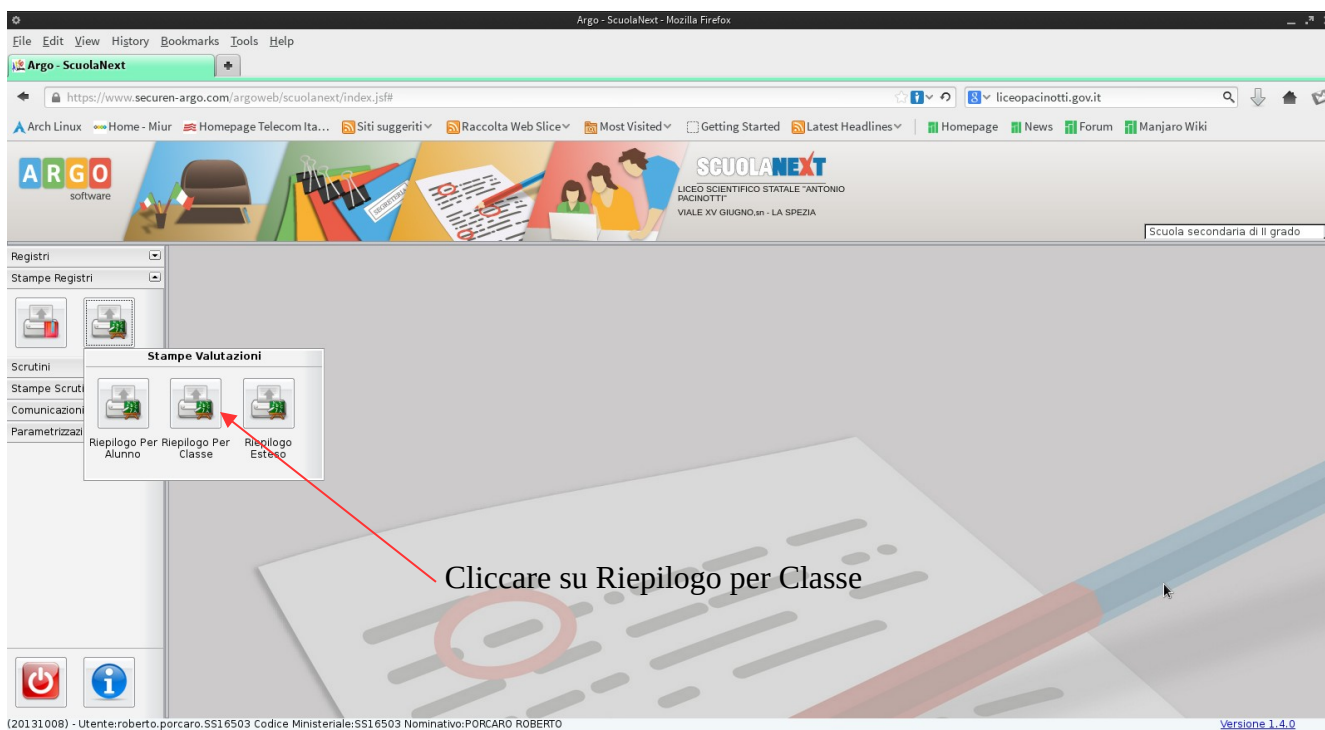 Argo - ScuolaNext - Mozilla Firefox
File Edit View History Bookmarks Tools Help
Argo - ScuolaNext
https://www.securen-argo.com/argoweb/scuolanext/index.jsf#
liceopacinotti.gov.it
Arch Linux Home - Miur Homepage Telecom Ita... Siti suggeriti Raccolta Web Slice Most Visited Getting Started Latest Headlines Homepage News Forum Manjaro Wiki
ARGO
software
SEGRETERIA
SCUOLANEXT
LICEO SCIENTIFICO STATALE "ANTONIO
PACINOTTI"
VIALE XV GIUGNO,sn - LA SPEZIA
Scuola secondaria di II grado
Registri
Stampe Registri
Stampe Valutazioni
Scrutini
Stampe Scruti
Comunicazioni
Parametrizzazi
Riepilogo Per Alunno
Riepilogo Per Classe
Riepilogo Esteso
Cliccare su Riepilogo per Classe
(20131008) - Utente:roberto.porcaro.SS16503 Codice Ministeriale:SS16503 Nominativo:PORCARO ROBERTO
Versione 1.4.0